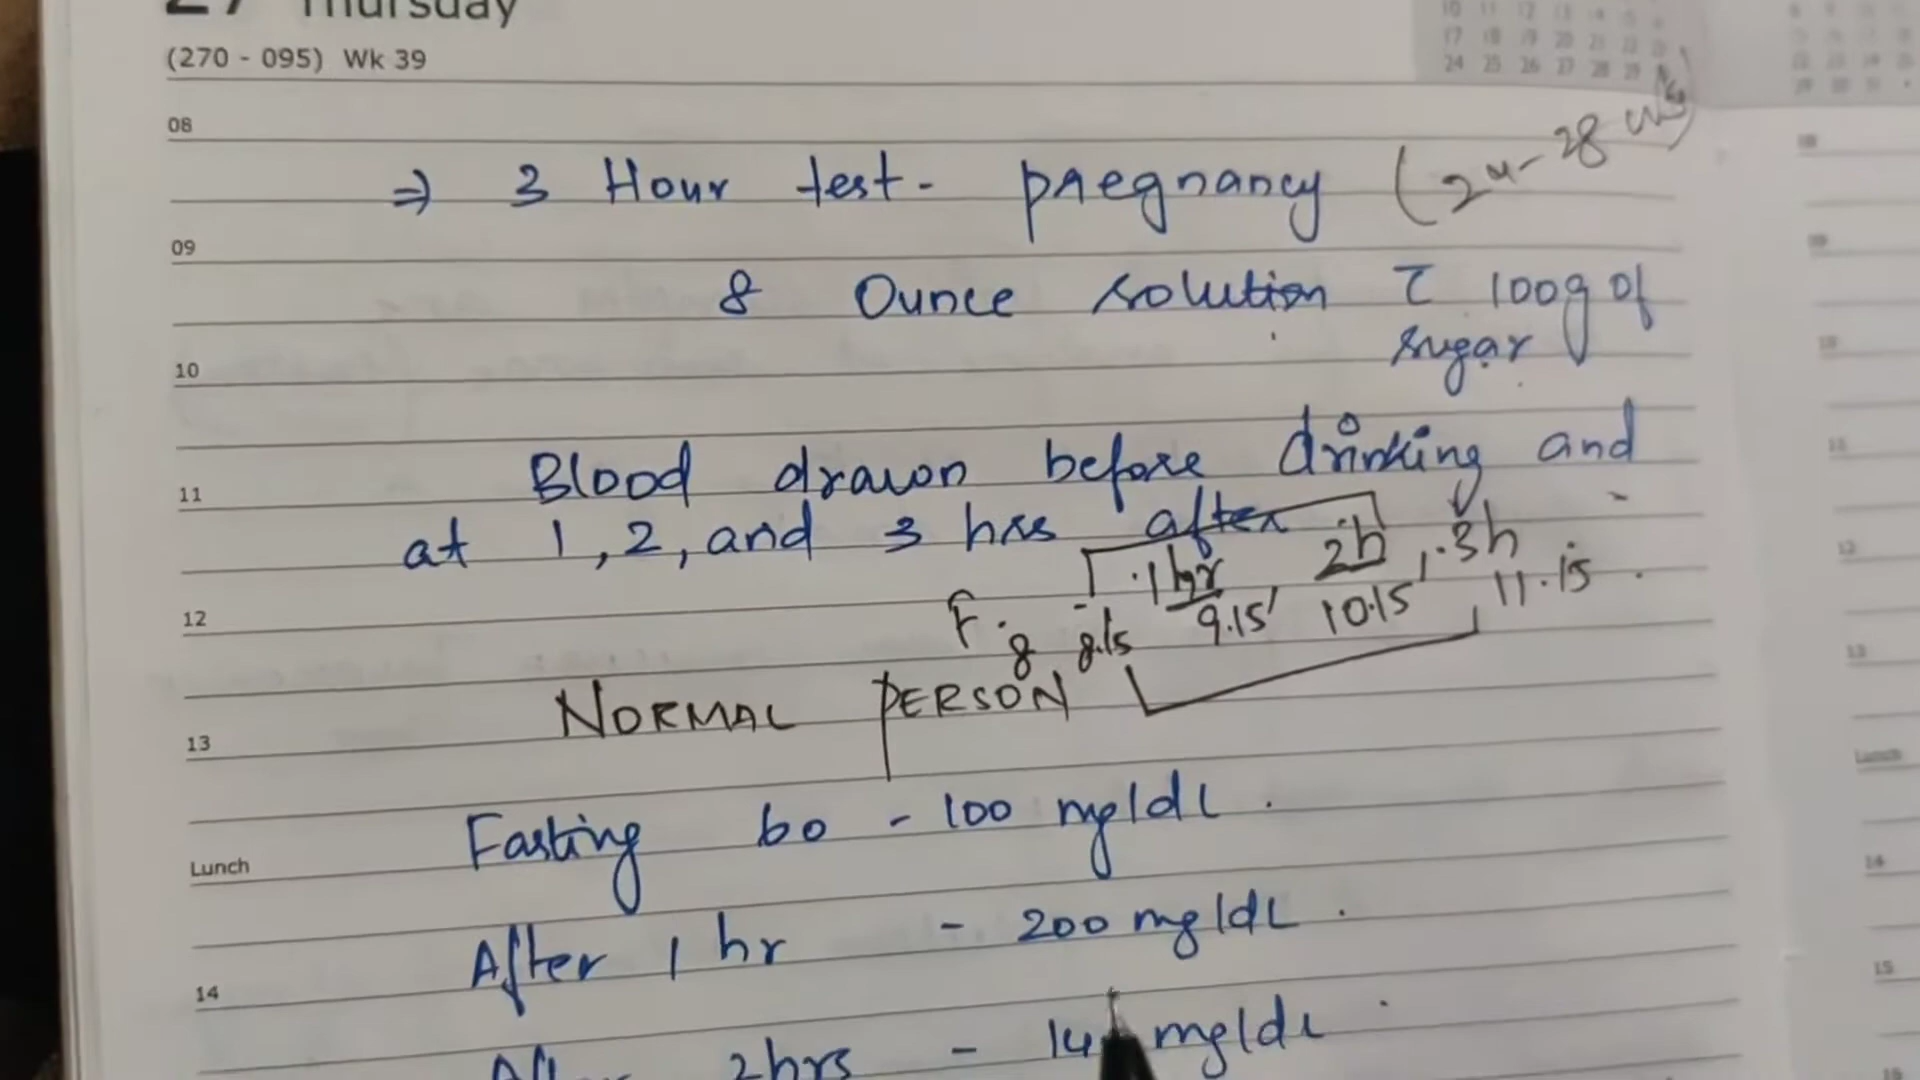 27 Thursday
(270 - 095) Wk 39
08
⇒ 3 Hour test - pregnancy (24-28 wks)
09
8 Ounce solution c̄ 100g of
sugar
10
Blood drawn before drinking and
11
at 1, 2, and 3 hrs after
1hr 2h 3h
12
F. 8 8.15 9.15 10.15 11.15
NORMAL PERSON
13
Fasting 60 - 100 mg/dl.
Lunch
After 1 hr - 200 mg/dl.
14
2hrs - mg/dl